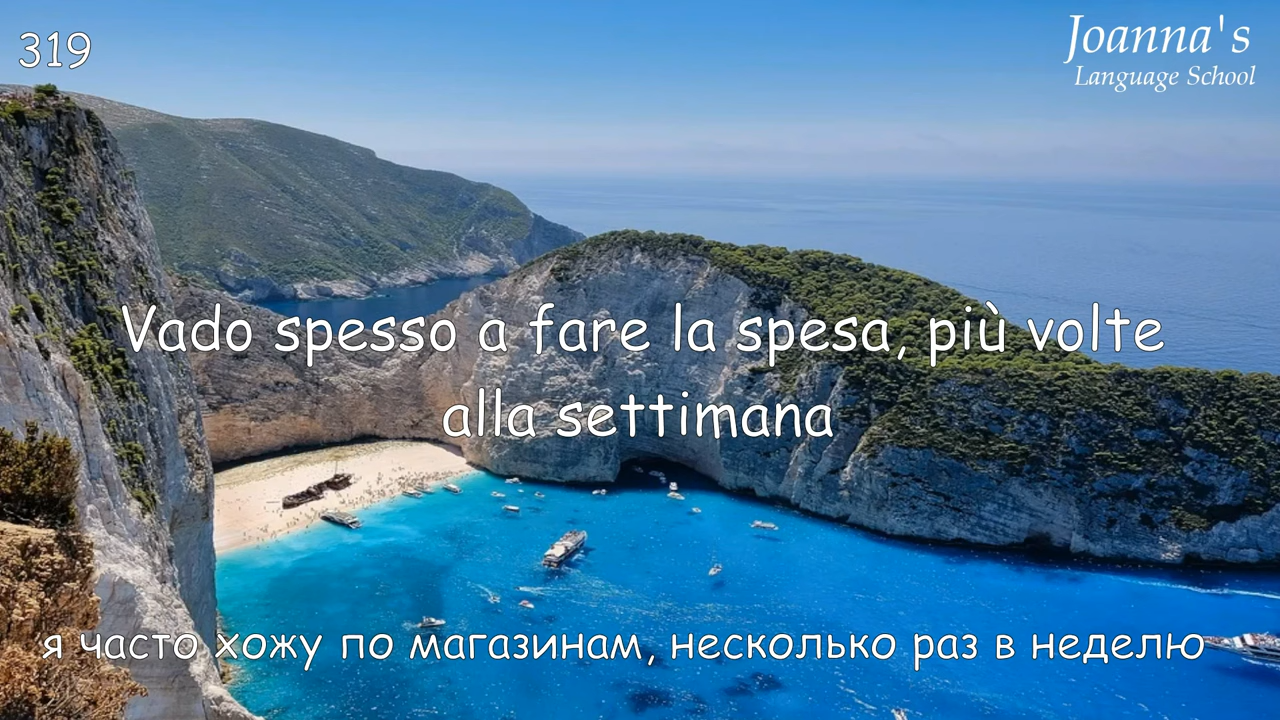 319
Joanna's
Language School
Vado spesso a fare la spesa, più volte
alla settimana
я часто хожу по магазинам, несколько раз в неделю